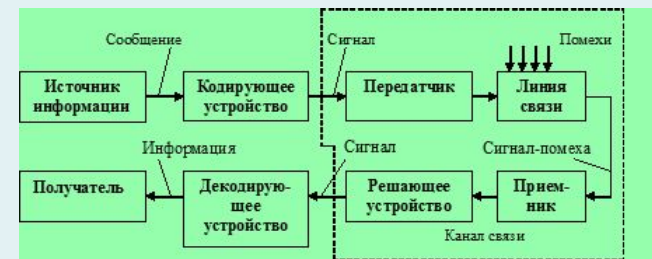 Сообщение
Сигнал
Помехи
Источник
информации
Кодирующее
устройство
Передатчик
Линия
связи
Информация
Сигнал
Сигнал-помеха
Получатель
Декодирую-
щее
устройство
Решающее
устройство
Прием-
ник
Канал связи